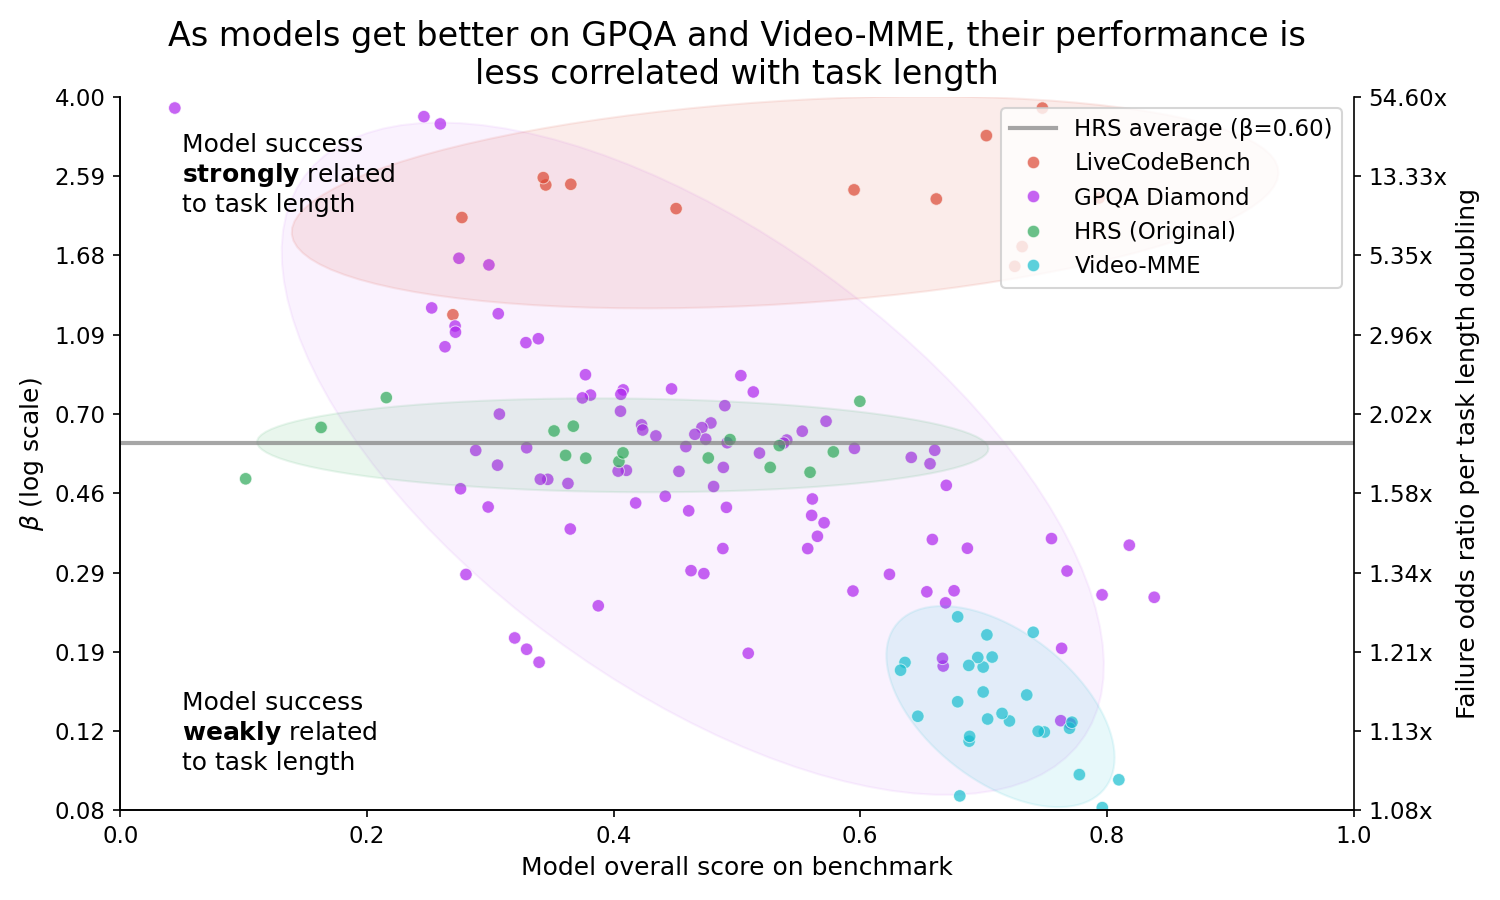 As models get better on GPQA and Video-MME, their performance is
less correlated with task length
4.00
2.59
1.68
1.09
0.70
0.46
0.29
0.19
0.12
0.08
β (log scale)
Model success
strongly related
to task length
Model success
weakly related
to task length
HRS average (β=0.60)
LiveCodeBench
GPQA Diamond
HRS (Original)
Video-MME
54.60x
13.33x
5.35x
2.96x
2.02x
1.58x
1.34x
1.21x
1.13x
1.08x
Failure odds ratio per task length doubling
0.0
0.2
0.4
0.6
0.8
1.0
Model overall score on benchmark